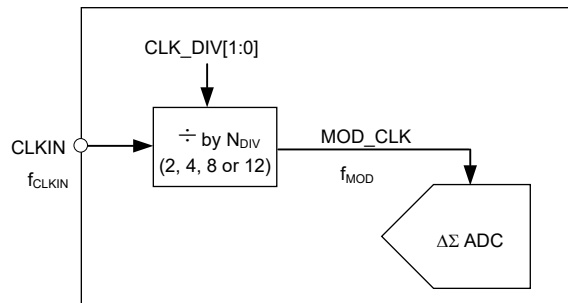 CLK_DIV[1:0]
CLKIN
fCLKIN
÷ by NDIV
(2, 4, 8 or 12)
MOD_CLK
fMOD
ΔΣ ADC